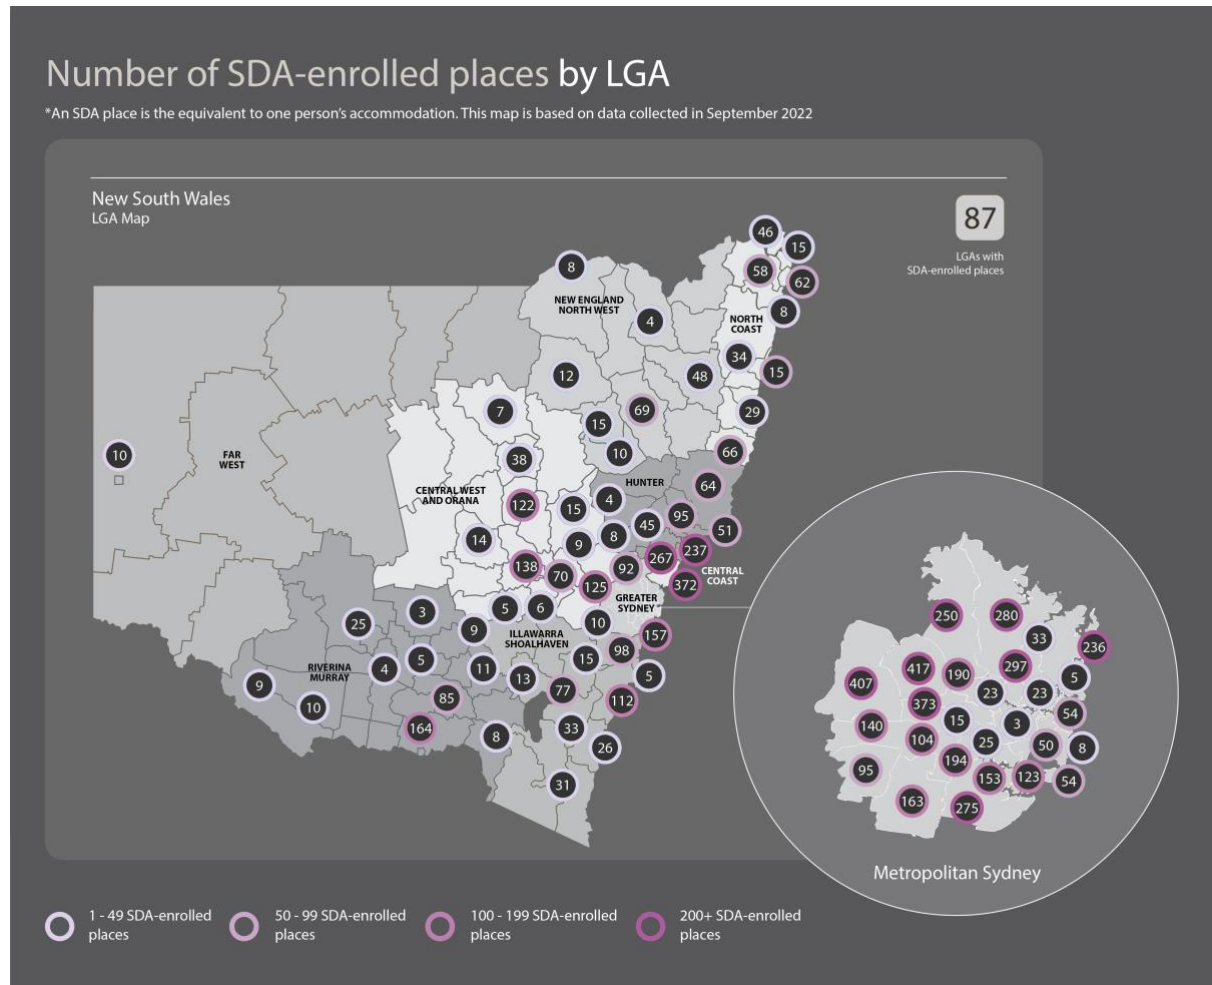 Number of SDA-enrolled places by LGA
*An SDA place is the equivalent to one person's accommodation. This map is based on data collected in September 2022
New South Wales
LGA Map
87
LGAs with
SDA-enrolled places
46
15
8
58
62
NEW ENGLAND
NORTH WEST
8
4
NORTH
COAST
34
12
48
15
7
69
29
15
10
FAR
WEST
38
10
66
HUNTER
64
CENTRAL WEST
AND ORANA
122
15
4
95
45
51
14
9
8
237
267
138
70
92
CENTRAL
COAST
125
372
GREATER
SYDNEY
3
5
6
25
9
10
157
ILLAWARRA
SHOALHAVEN
98
RIVERINA
MURRAY
4
5
11
15
13
5
9
85
77
10
112
164
8
33
26
31
250
280
33
236
417
190
297
407
5
23
23
373
54
140
15
3
104
25
50
8
95
194
153
123
54
163
275
Metropolitan Sydney
1 - 49 SDA-enrolled
places
50 - 99 SDA-enrolled
places
100 - 199 SDA-enrolled
places
200+ SDA-enrolled
places